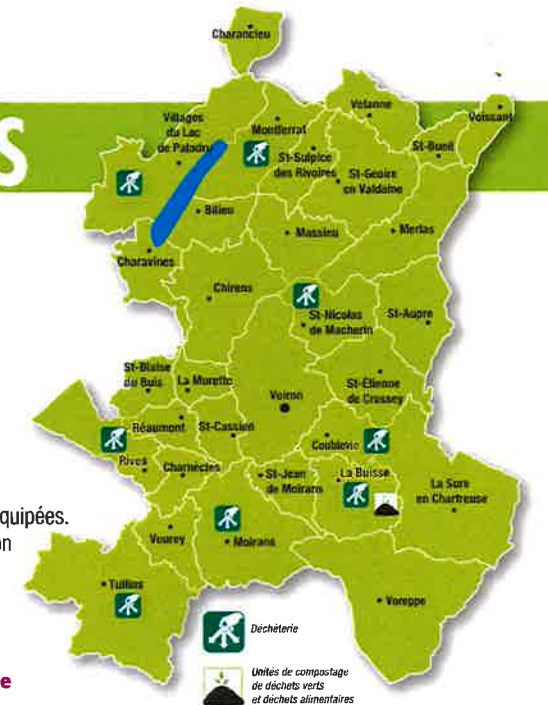 Charancieu
S
Villages
du Lac
de Paladru
Montferrat
Velanne
Voissant
St-Sulpice
des Rivoires
St-Bueil
St-Geoire
en Valdaine
Bilieu
Massieu
Merlas
Charavines
Chirens
St-Nicolas
de Macherin
St-Aupre
St-Blaise
du Buis
La Murette
Voiron
St-Étienne
de Crossey
Réaumont
St-Cassien
Coublevie
Rives
Charnècles
St-Jean
de Moirans
La Buisse
La Sure
en Chartreuse
quipées.
on
Vourey
Moirans
Tullins
Voreppe
Déchèterie
e
Unités de compostage
de déchets verts
et déchets alimentaires